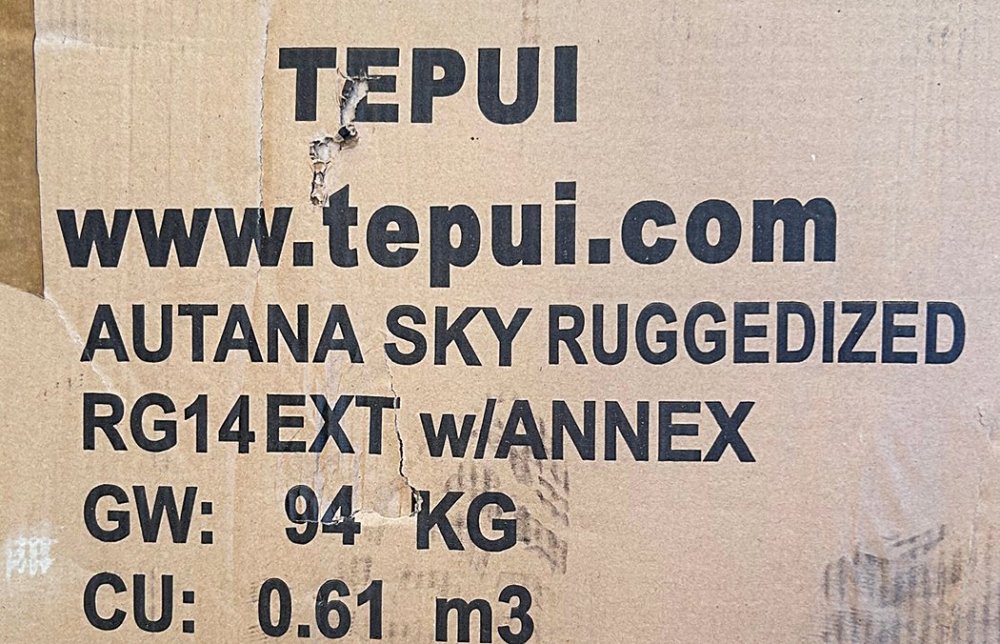 TEPUI
www.tepui.com
AUTANA SKY RUGGEDIZED
RG14EXT w/ANNEX
GW: 94 KG
CU: 0.61 m3